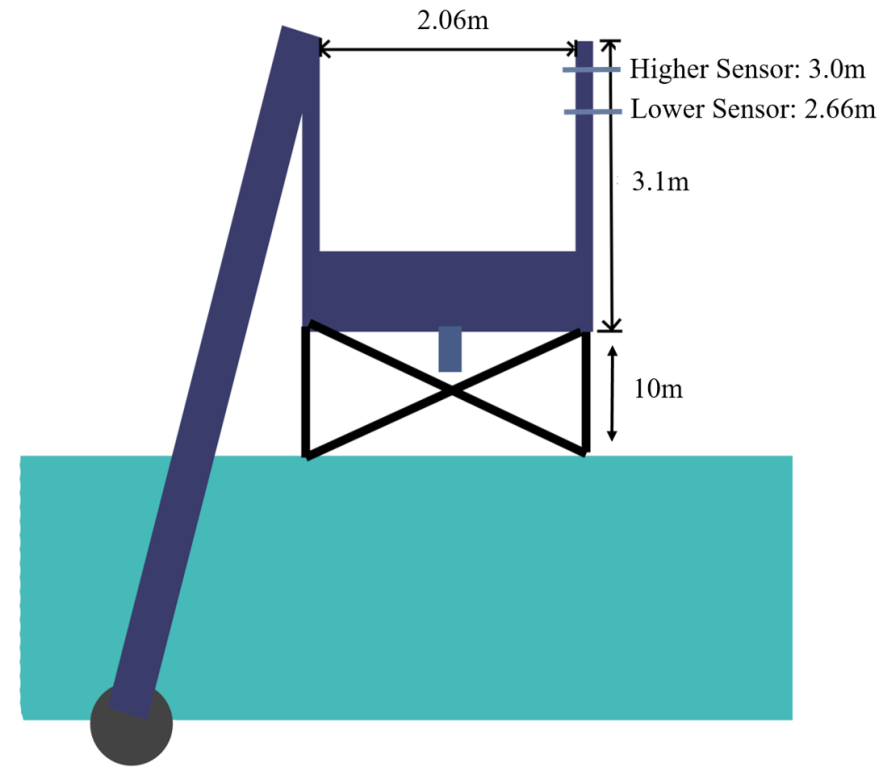 2.06m
Higher Sensor: 3.0m
Lower Sensor: 2.66m
3.1m
10m